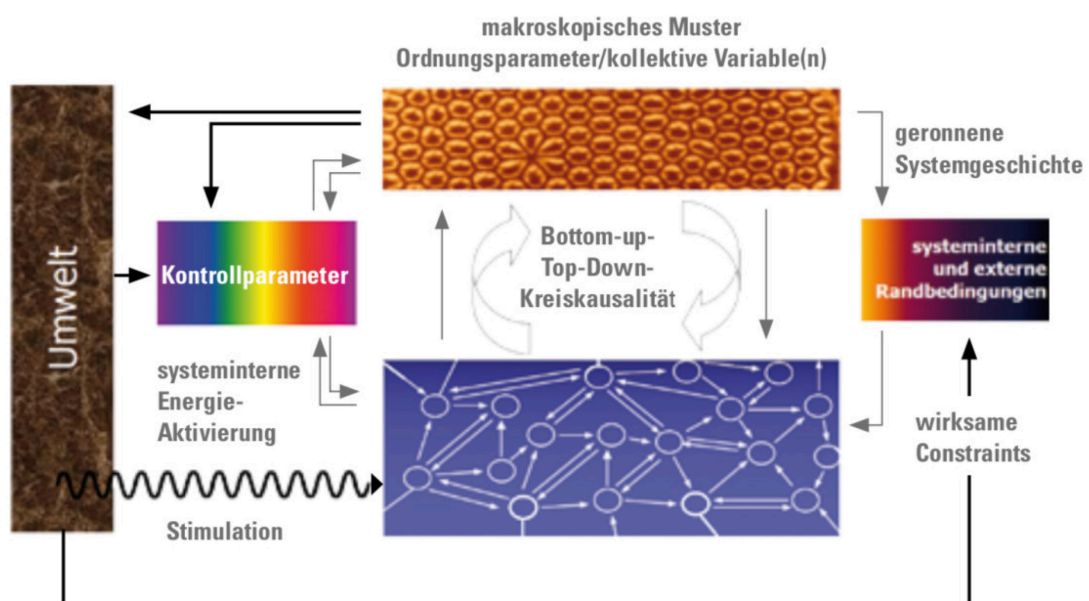 makroskopisches Muster
Ordnungsparameter/kollektive Variable(n)
geronnene
Systemgeschichte
Umwelt
Kontrollparameter
Bottom-up-
Top-Down-
Kreiskausalität
systeminterne
und externe
Randbedingungen
systeminterne
Energie-
Aktivierung
wirksame
Constraints
Stimulation